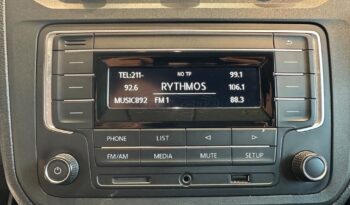 NO TP
TEL:211- 99.1
92.6 RYTHMOS 106.1
MUSIC892 FM 1 88.3
PHONE LIST
FM/AM MEDIA MUTE SETUP